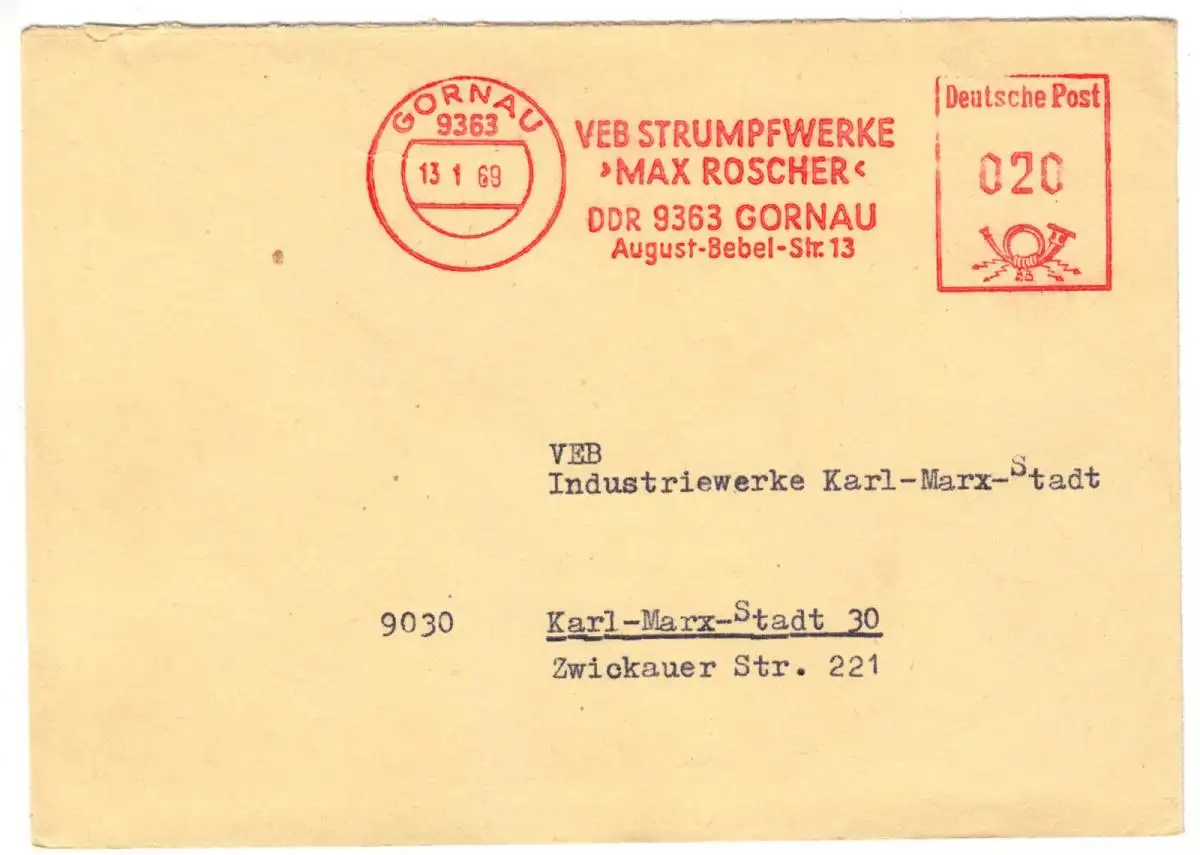 GORNAU
9363
13 1 69
VEB STRUMPFWERKE
›MAX ROSCHER‹
DDR 9363 GORNAU
August-Bebel-Str. 13
Deutsche Post
020
VEB
Industriewerke Karl-Marx-Stadt
9030 Karl-Marx-Stadt 30
Zwickauer Str. 221